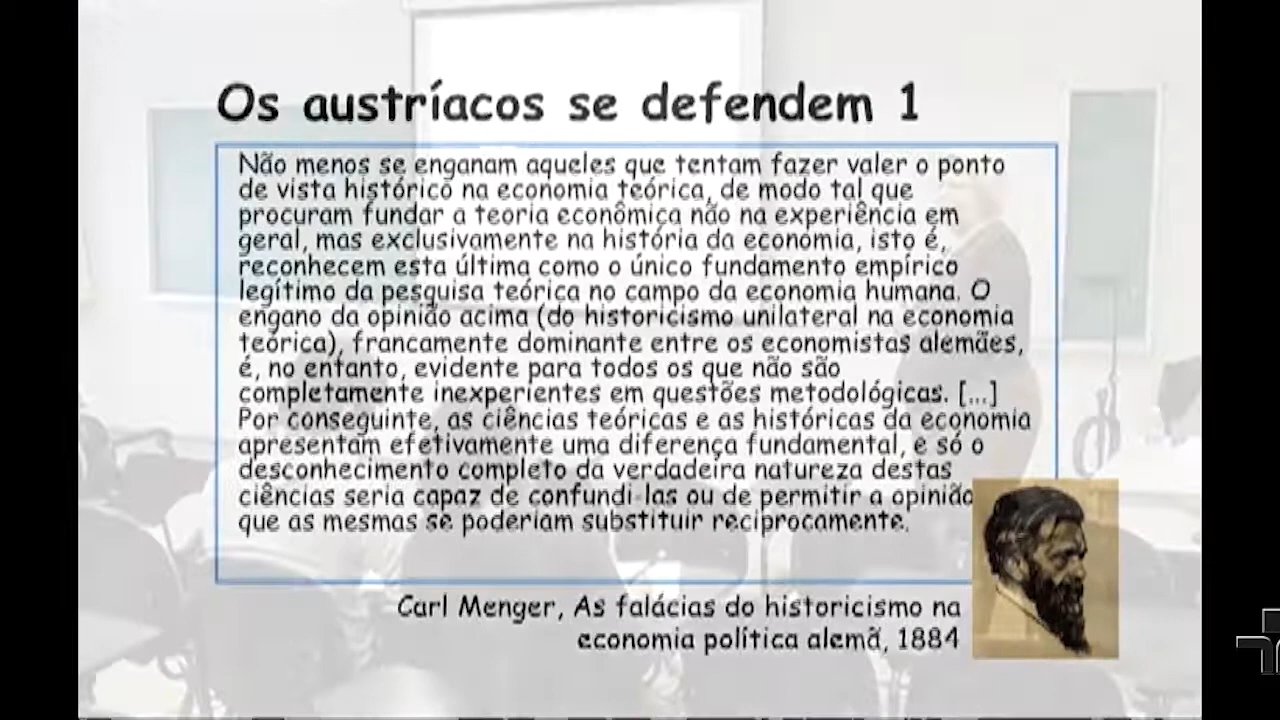 Os austríacos se defendem 1
Não menos se enganam aqueles que tentam fazer valer o ponto
de vista histórico na economia teórica, de modo tal que
procuram fundar a teoria econômica não na experiência em
geral, mas exclusivamente na história da economia, isto é,
reconhecem esta última como o único fundamento empírico
legítimo da pesquisa teórica no campo da economia humana. O
engano da opinião acima (do historicismo unilateral na economia
teórica), francamente dominante entre os economistas alemães,
é, no entanto, evidente para todos os que não são
completamente inexperientes em questões metodológicas. [...]
Por conseguinte, as ciências teóricas e as históricas da economia
apresentam efetivamente uma diferença fundamental, e só o
desconhecimento completo da verdadeira natureza destas
ciências seria capaz de confundi-las ou de permitir a opinião
que as mesmas se poderiam substituir reciprocamente.
Carl Menger, As falácias do historicismo na
economia política alemã, 1884